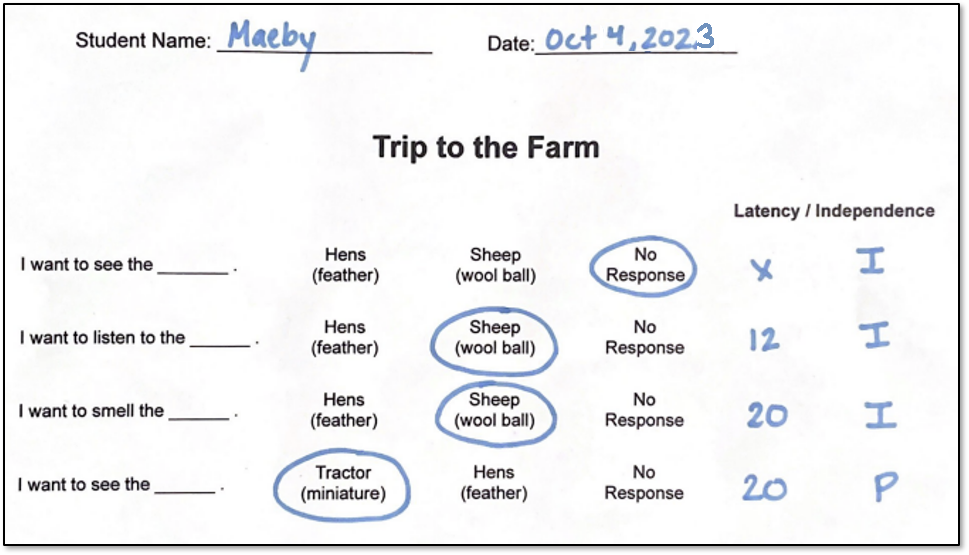 Student Name: Maeby Date: Oct 4, 2023
Trip to the Farm
Latency / Independence
I want to see the ______ . Hens (feather) Sheep (wool ball) No Response X I
I want to listen to the ______ . Hens (feather) Sheep (wool ball) No Response 12 I
I want to smell the ______ . Hens (feather) Sheep (wool ball) No Response 20 I
I want to see the ______ . Tractor (miniature) Hens (feather) No Response 20 P